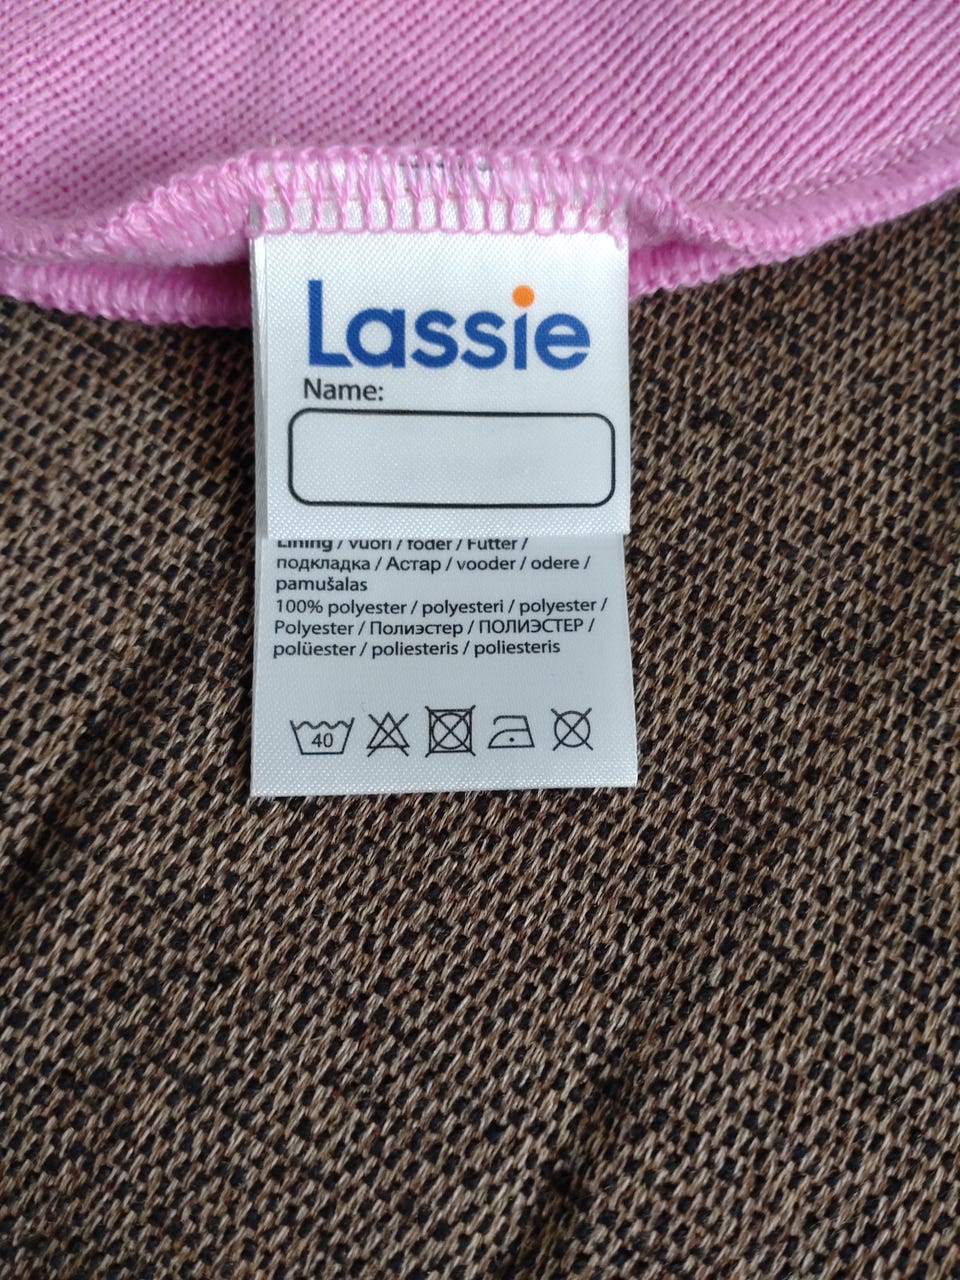 Lassie
Name:
Lining / vuori / foder / Futter /
подкладка / Астар / vooder / odere /
pamušalas
100% polyester / polyesteri / polyester /
Polyester / Полиэстер / ПОЛИЭСТЕР /
polüester / poliesteris / poliesteris
40